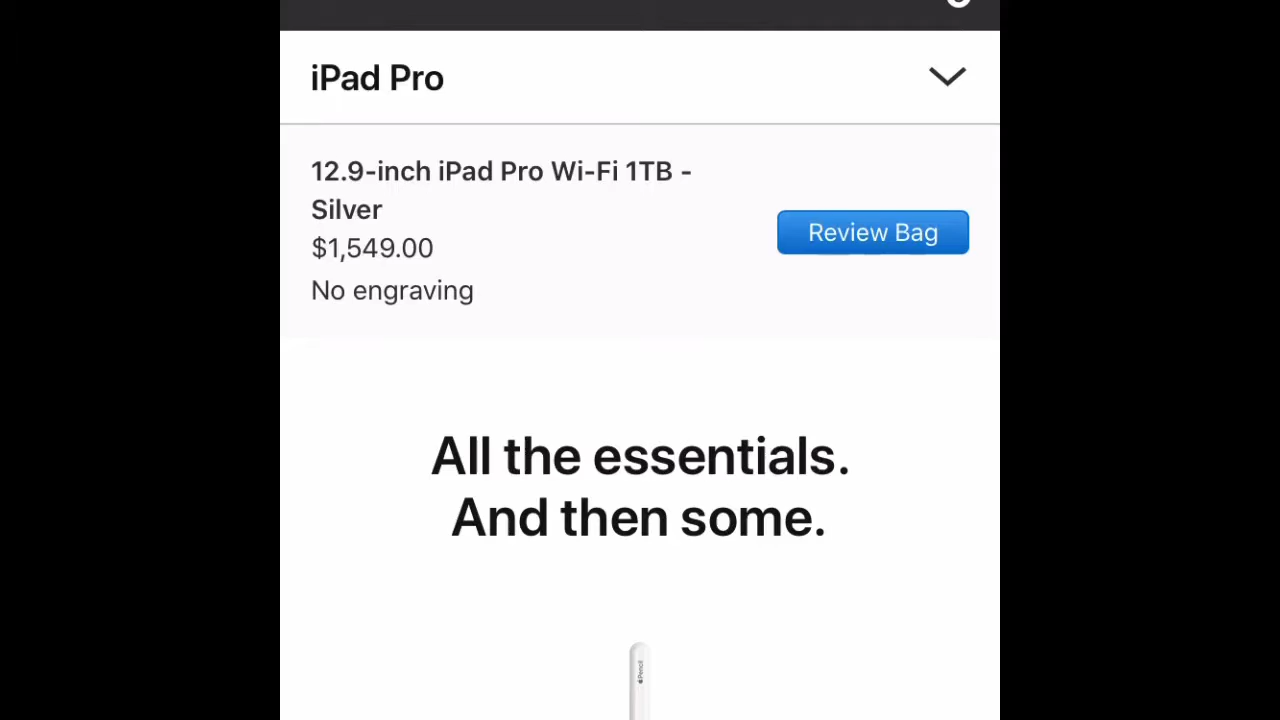 iPad Pro
12.9-inch iPad Pro Wi-Fi 1TB -
Silver
$1,549.00
Review Bag
No engraving
All the essentials.
And then some.
Pencil